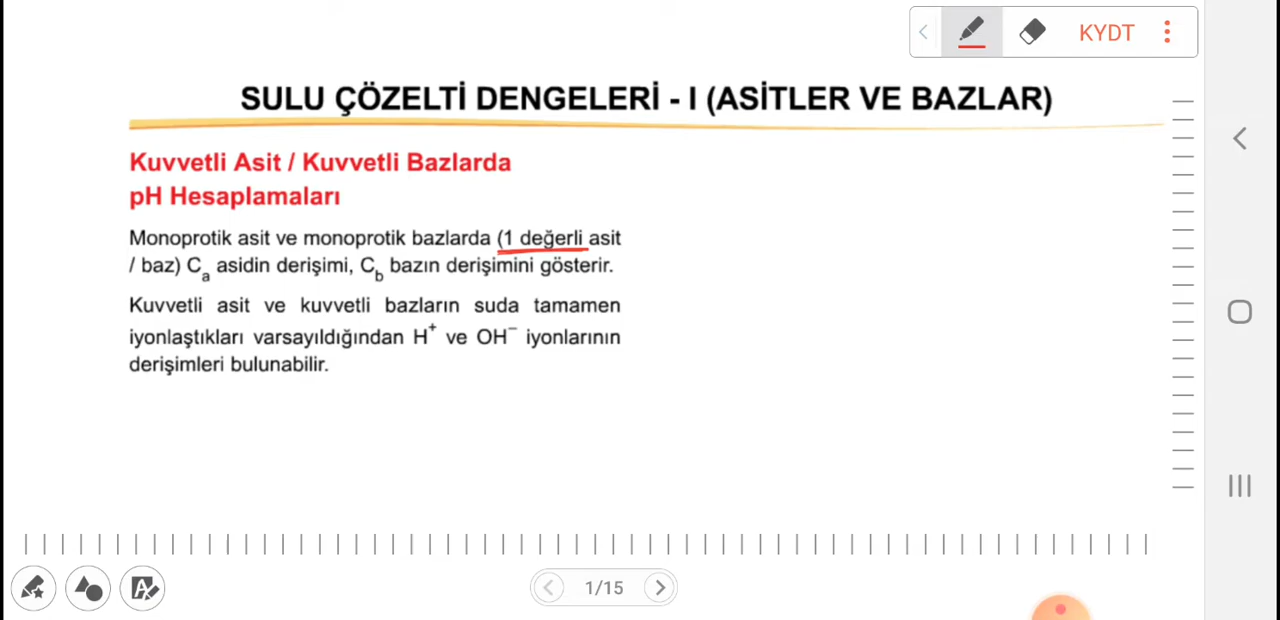 KYDT
SULU ÇÖZELTİ DENGELERİ - I (ASİTLER VE BAZLAR)
Kuvvetli Asit / Kuvvetli Bazlarda
pH Hesaplamaları
Monoprotik asit ve monoprotik bazlarda (1 değerli asit
/ baz) Ca asidin derişimi, Cb bazın derişimini gösterir.
Kuvvetli asit ve kuvvetli bazların suda tamamen
iyonlaştıkları varsayıldığından H⁺ ve OH⁻ iyonlarının
derişimleri bulunabilir.
1/15